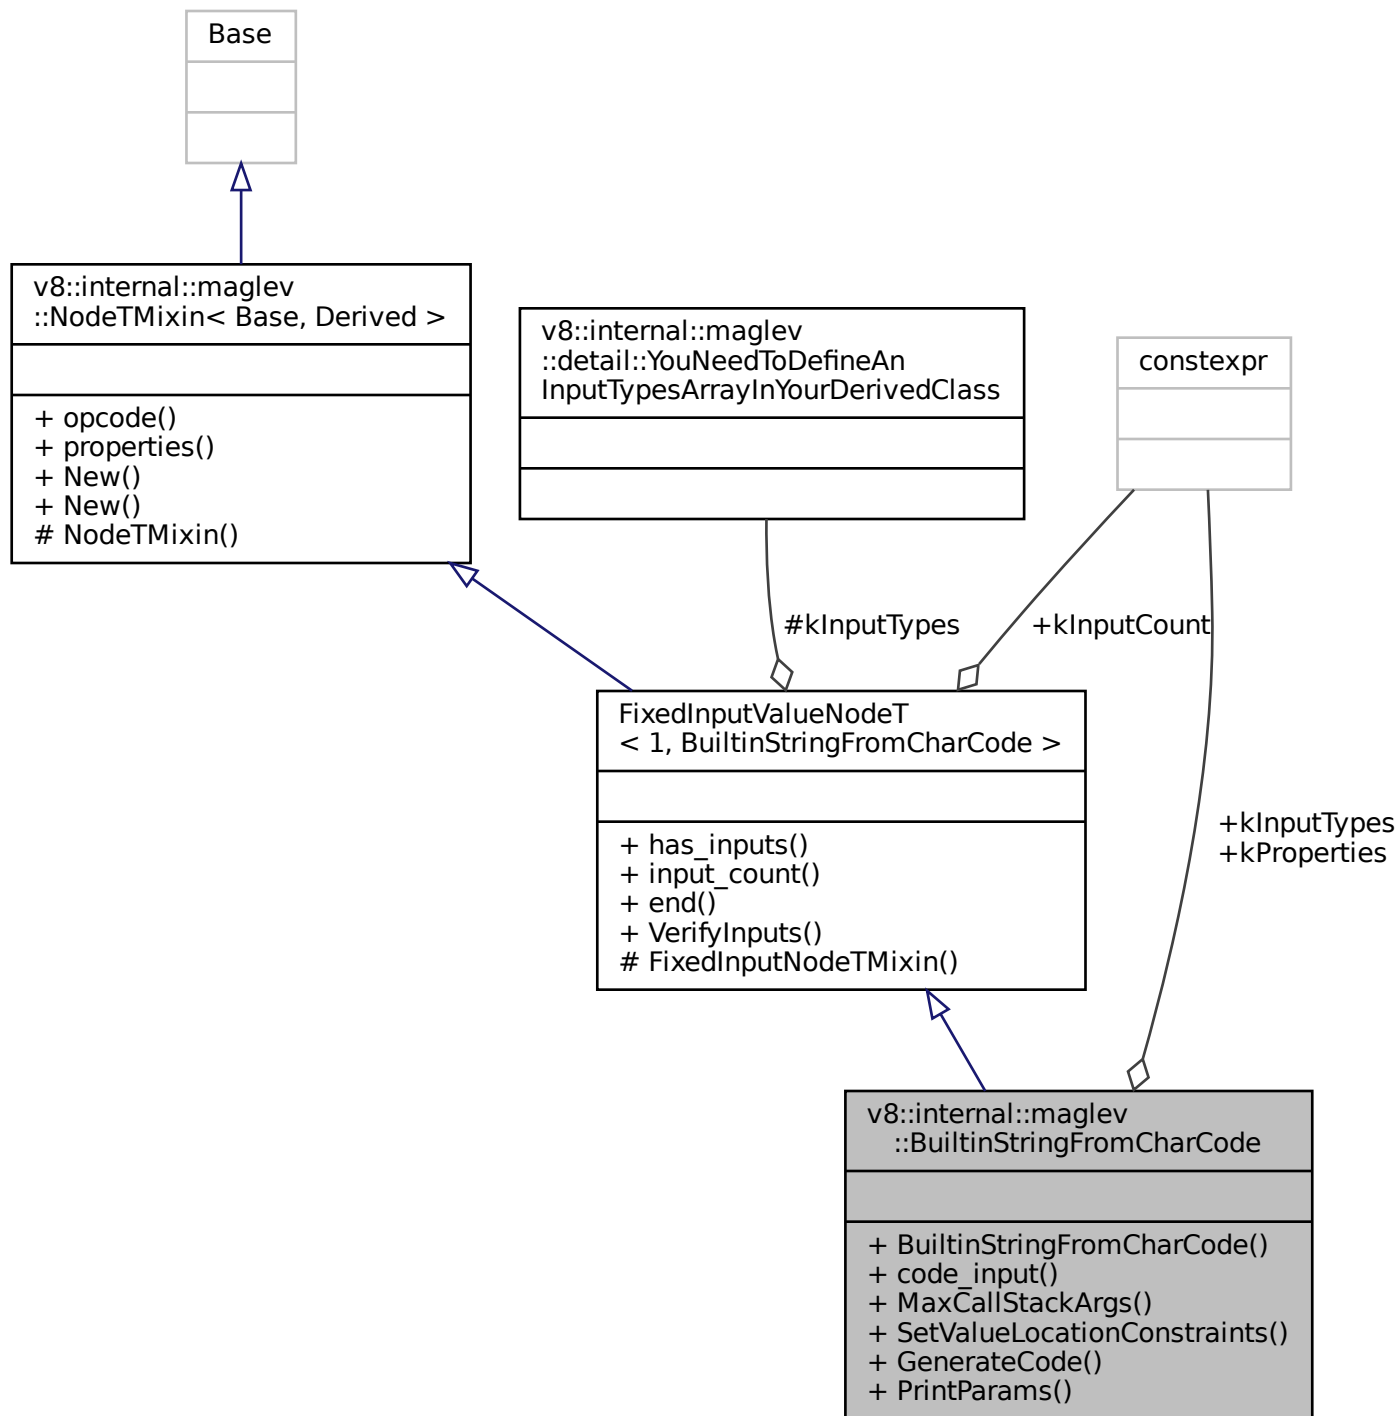 Base
v8::internal::maglev
::NodeTMixin< Base, Derived >
+ opcode()
+ properties()
+ New()
+ New()
# NodeTMixin()
v8::internal::maglev
::detail::YouNeedToDefineAn
InputTypesArrayInYourDerivedClass
constexpr
#kInputTypes
+kInputCount
FixedInputValueNodeT
< 1, BuiltinStringFromCharCode >
+ has_inputs()
+ input_count()
+ end()
+ VerifyInputs()
# FixedInputNodeTMixin()
+kInputTypes
+kProperties
v8::internal::maglev
::BuiltinStringFromCharCode
+ BuiltinStringFromCharCode()
+ code_input()
+ MaxCallStackArgs()
+ SetValueLocationConstraints()
+ GenerateCode()
+ PrintParams()